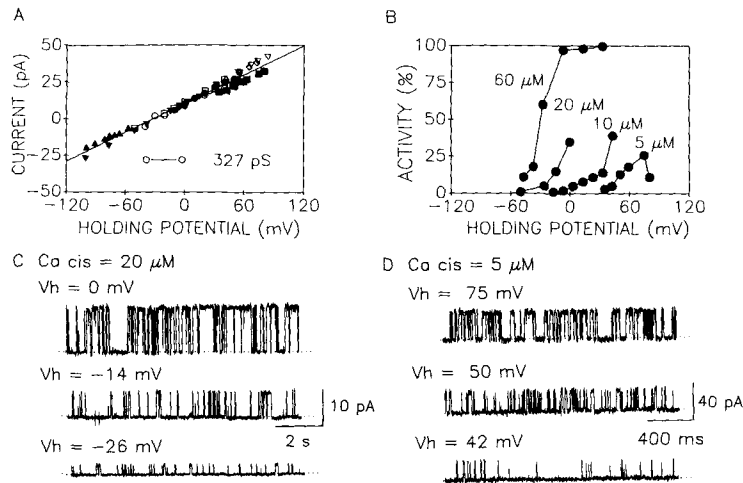 A
50
25
0
−25
−50
CURRENT (pA)
327 pS
−120
−60
0
60
120
HOLDING POTENTIAL (mV)
B
100
75
50
25
0
ACTIVITY (%)
60 μM
20 μM
10 μM
5 μM
−120
−60
0
60
120
HOLDING POTENTIAL (mV)
C Ca cis = 20 μM
Vh = 0 mV
Vh = −14 mV
10 pA
2 s
Vh = −26 mV
D Ca cis = 5 μM
Vh = 75 mV
Vh = 50 mV
40 pA
400 ms
Vh = 42 mV